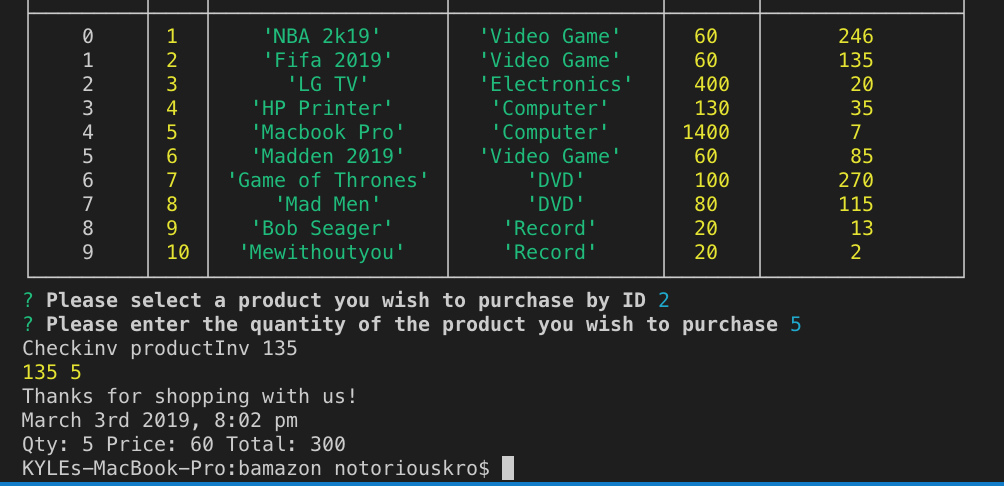 0 1 'NBA 2k19' 'Video Game' 60 246
1 2 'Fifa 2019' 'Video Game' 60 135
2 3 'LG TV' 'Electronics' 400 20
3 4 'HP Printer' 'Computer' 130 35
4 5 'Macbook Pro' 'Computer' 1400 7
5 6 'Madden 2019' 'Video Game' 60 85
6 7 'Game of Thrones' 'DVD' 100 270
7 8 'Mad Men' 'DVD' 80 115
8 9 'Bob Seager' 'Record' 20 13
9 10 'Mewithoutyou' 'Record' 20 2
? Please select a product you wish to purchase by ID 2
? Please enter the quantity of the product you wish to purchase 5
Checkinv productInv 135
135 5
Thanks for shopping with us!
March 3rd 2019, 8:02 pm
Qty: 5 Price: 60 Total: 300
KYLEs-MacBook-Pro:bamazon notoriouskro$